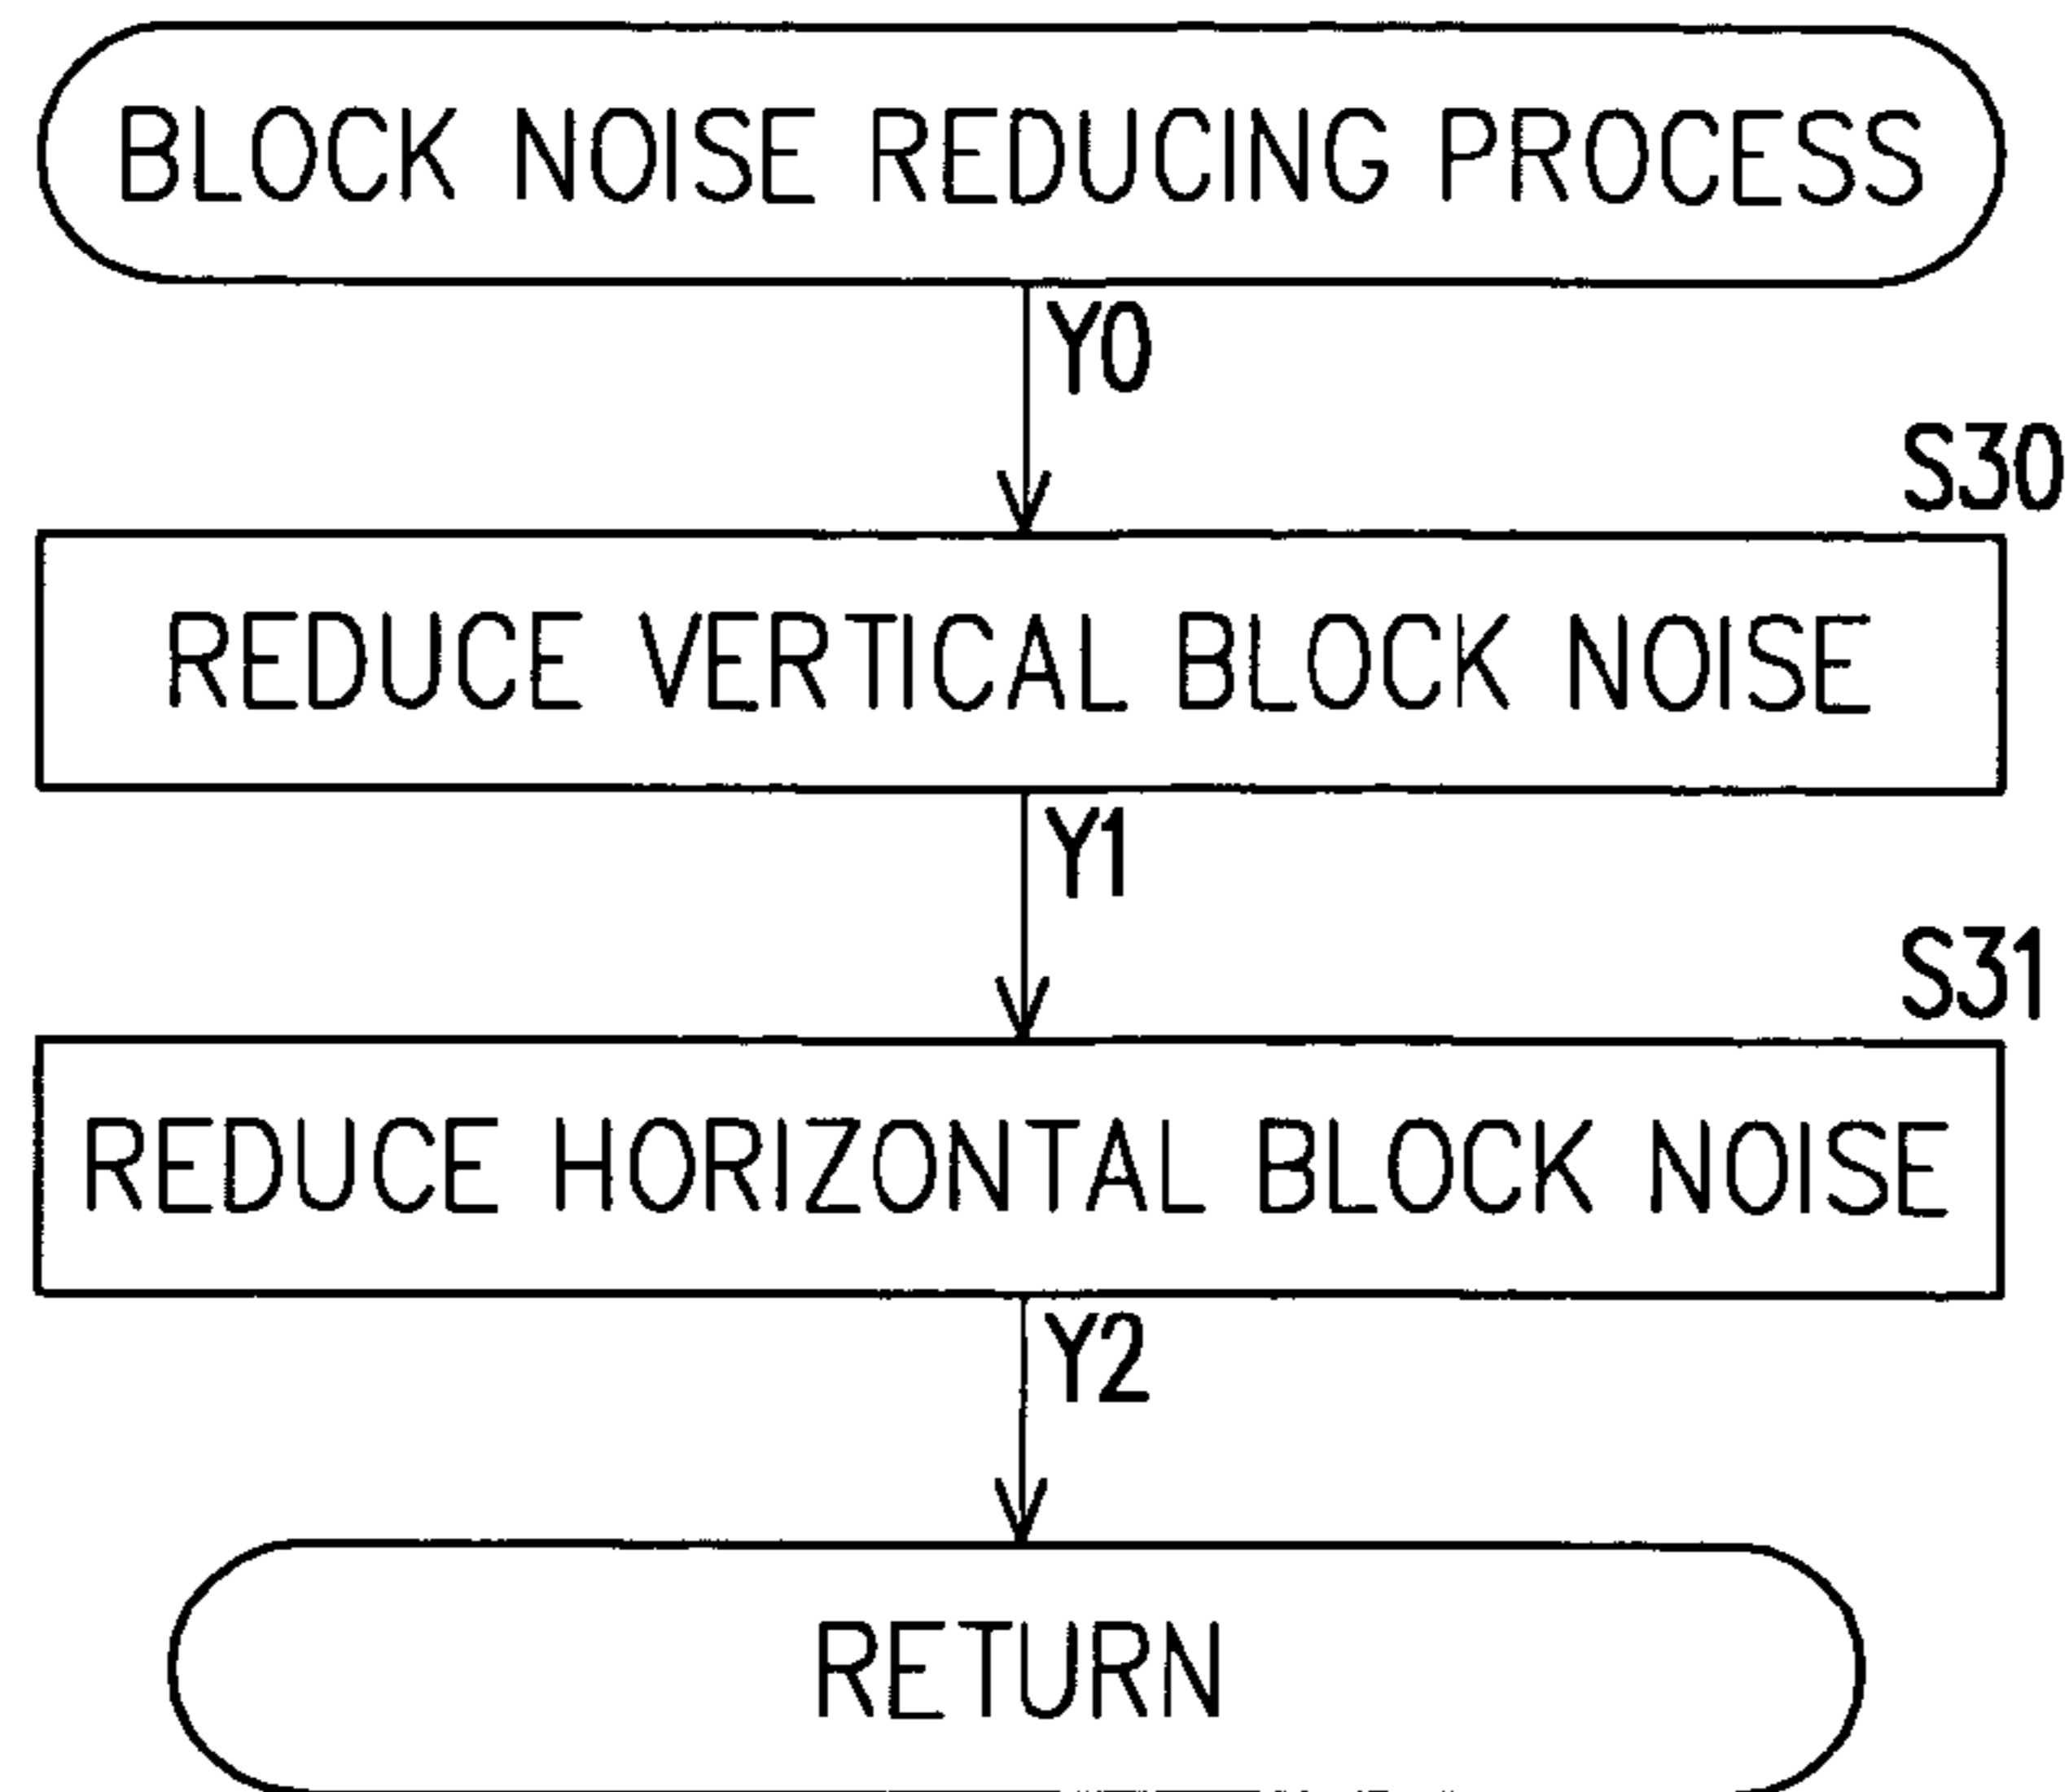 BLOCK NOISE REDUCING PROCESS
Y0
S30
REDUCE VERTICAL BLOCK NOISE
Y1
S31
REDUCE HORIZONTAL BLOCK NOISE
Y2
RETURN